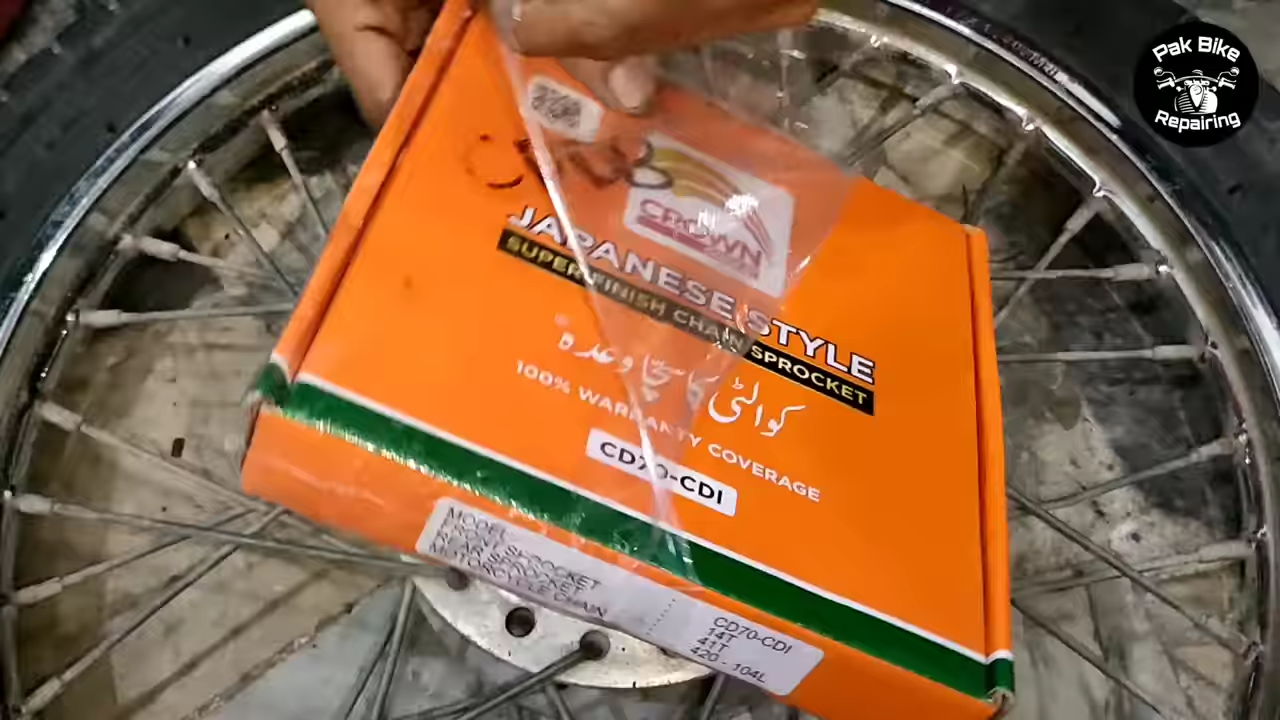 Pak Bike
Repairing
CROWN
JAPANESE STYLE
SUPER FINISH CHAIN SPROCKET
کوالٹی کا سچا وعدہ
100% WARRANTY COVERAGE
CD70-CDI
MODEL CD70-CDI
FRONT SPROCKET 14T
REAR SPROCKET 41T
MOTORCYCLE CHAIN 420 - 104L